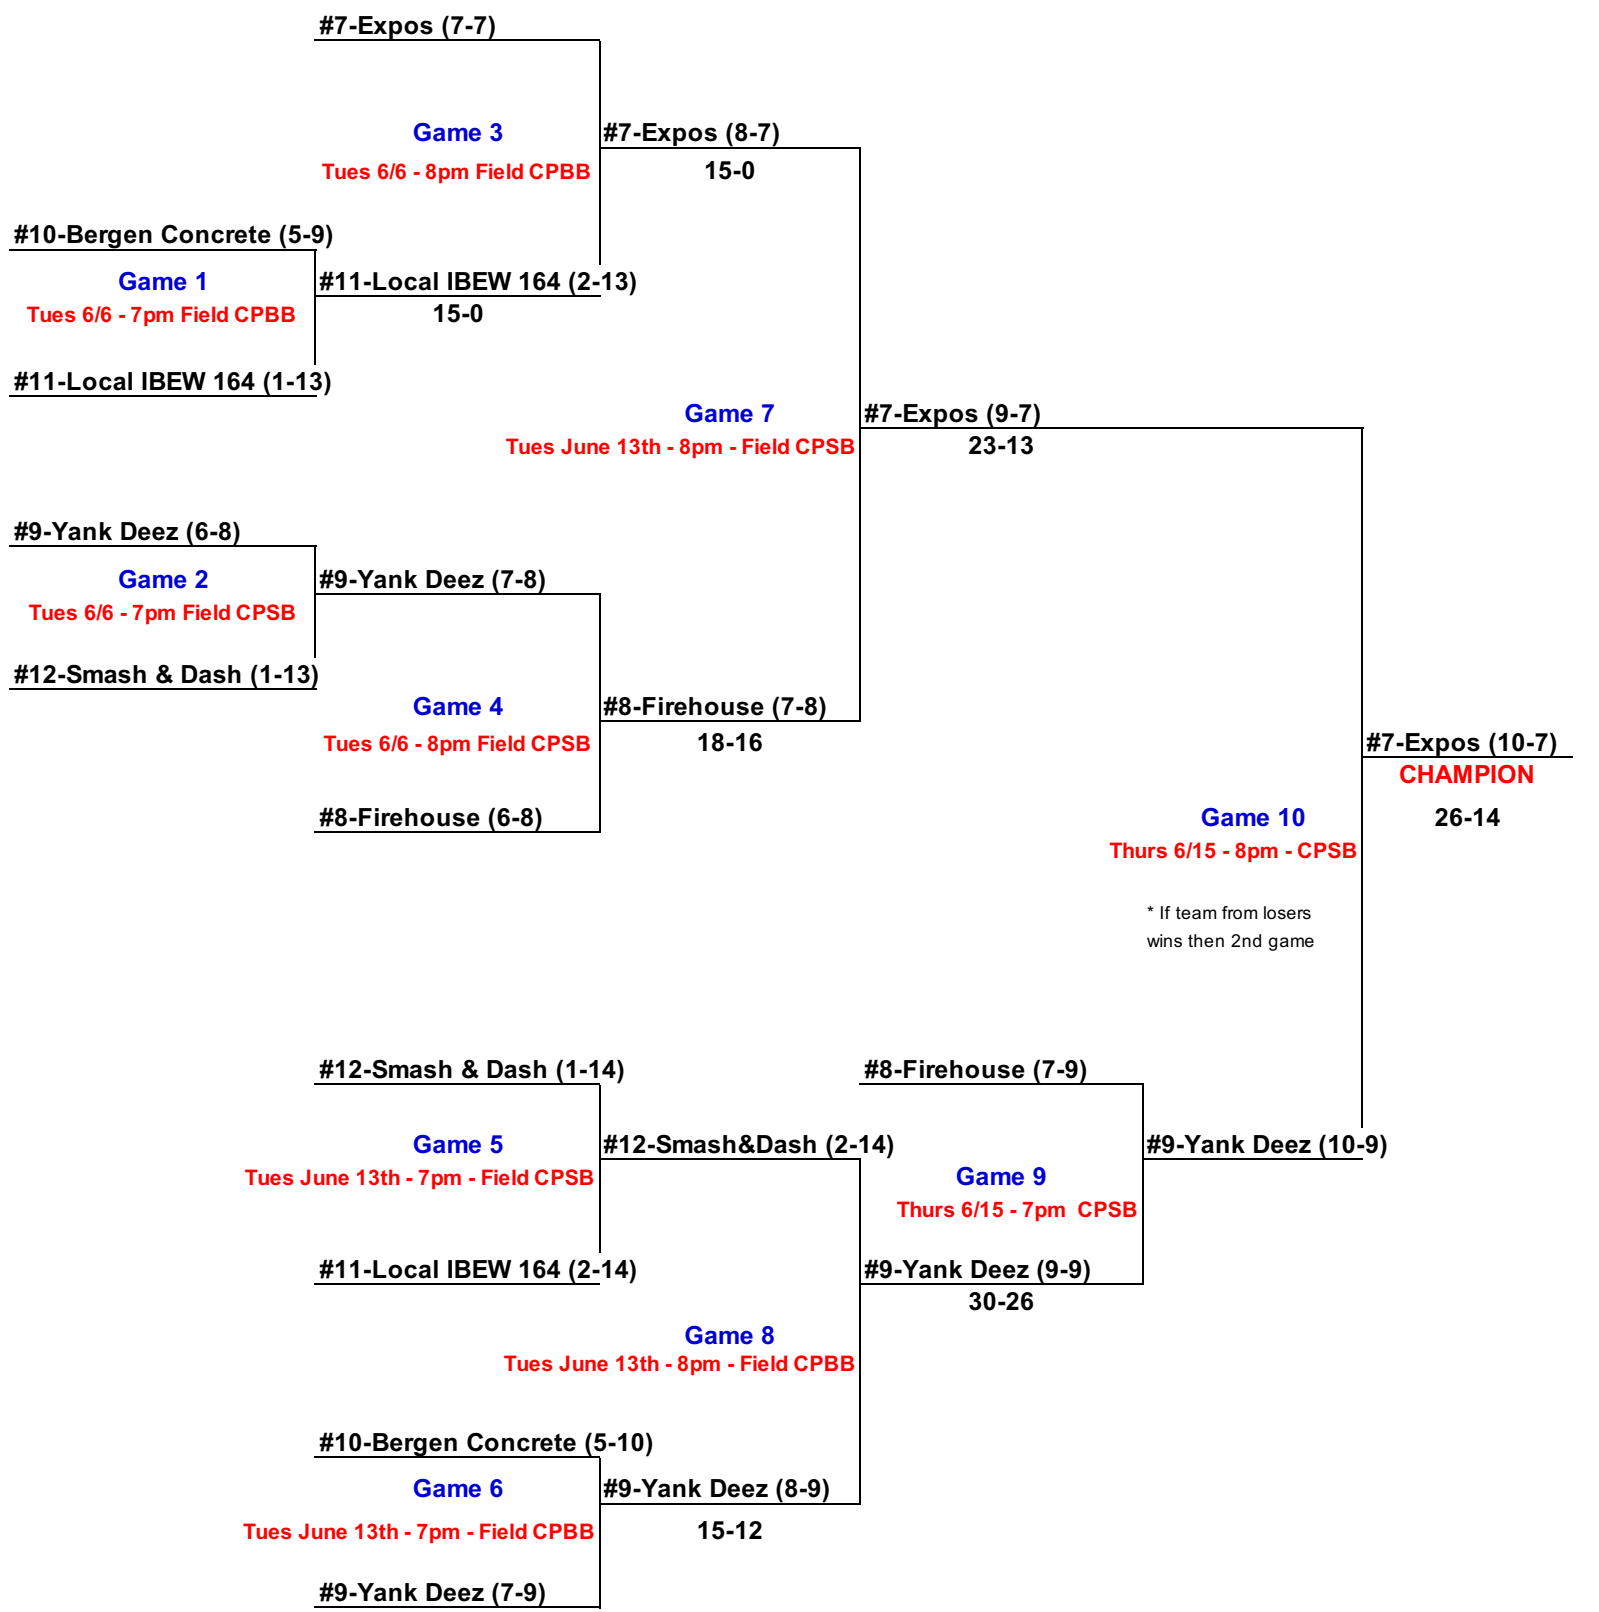 #7-Expos (7-7)
Game 3
#7-Expos (8-7)
Tues 6/6 - 8pm Field CPBB
15-0
#10-Bergen Concrete (5-9)
Game 1
#11-Local IBEW 164 (2-13)
Tues 6/6 - 7pm Field CPBB
15-0
#11-Local IBEW 164 (1-13)
Game 7
#7-Expos (9-7)
Tues June 13th - 8pm - Field CPSB
23-13
#9-Yank Deez (6-8)
Game 2
#9-Yank Deez (7-8)
Tues 6/6 - 7pm Field CPSB
#12-Smash & Dash (1-13)
Game 4
#8-Firehouse (7-8)
Tues 6/6 - 8pm Field CPSB
18-16
#7-Expos (10-7)
CHAMPION
#8-Firehouse (6-8)
Game 10
26-14
Thurs 6/15 - 8pm - CPSB
* If team from losers
wins then 2nd game
#12-Smash & Dash (1-14)
#8-Firehouse (7-9)
Game 5
#12-Smash&Dash (2-14)
#9-Yank Deez (10-9)
Tues June 13th - 7pm - Field CPSB
Game 9
Thurs 6/15 - 7pm  CPSB
#11-Local IBEW 164 (2-14)
#9-Yank Deez (9-9)
30-26
Game 8
Tues June 13th - 8pm - Field CPBB
#10-Bergen Concrete (5-10)
Game 6
#9-Yank Deez (8-9)
Tues June 13th - 7pm - Field CPBB
15-12
#9-Yank Deez (7-9)